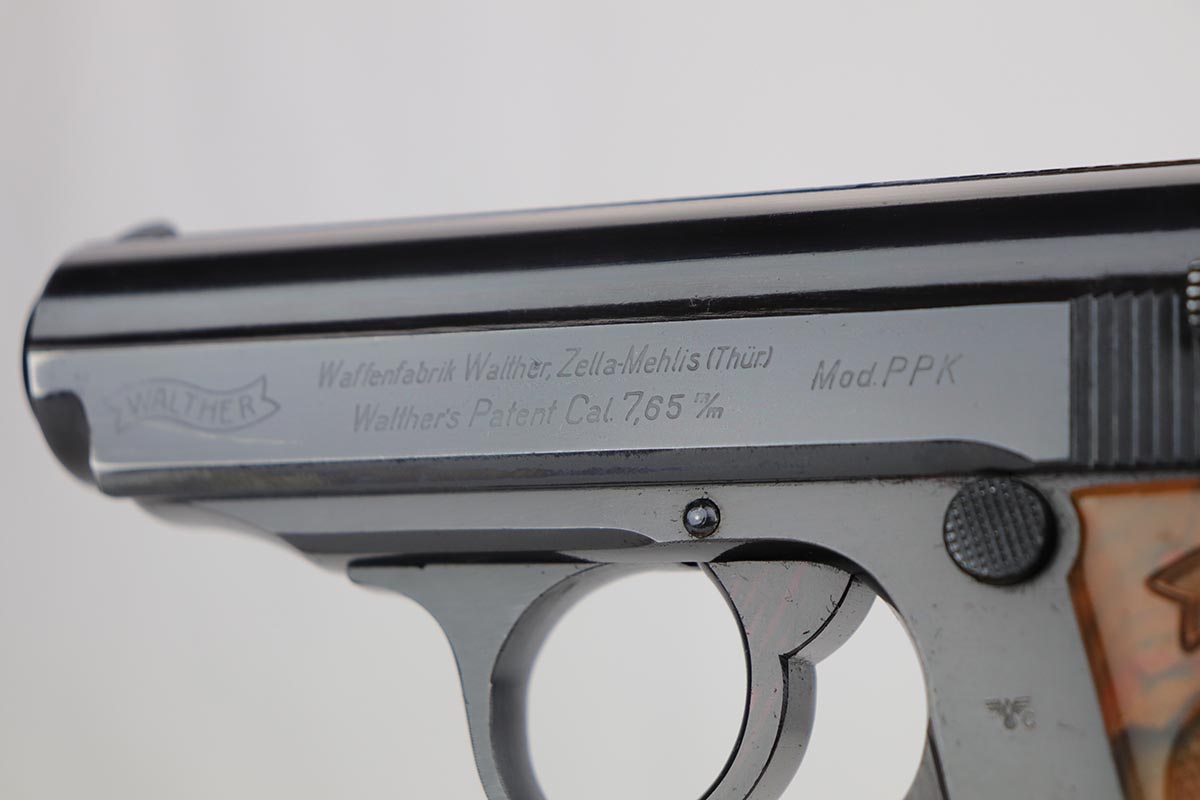 WALTHER
Waffenfabrik Walther, Zella-Mehlis (Thür.)
Walther's Patent Cal. 7,65 m/m
Mod. PPK
C